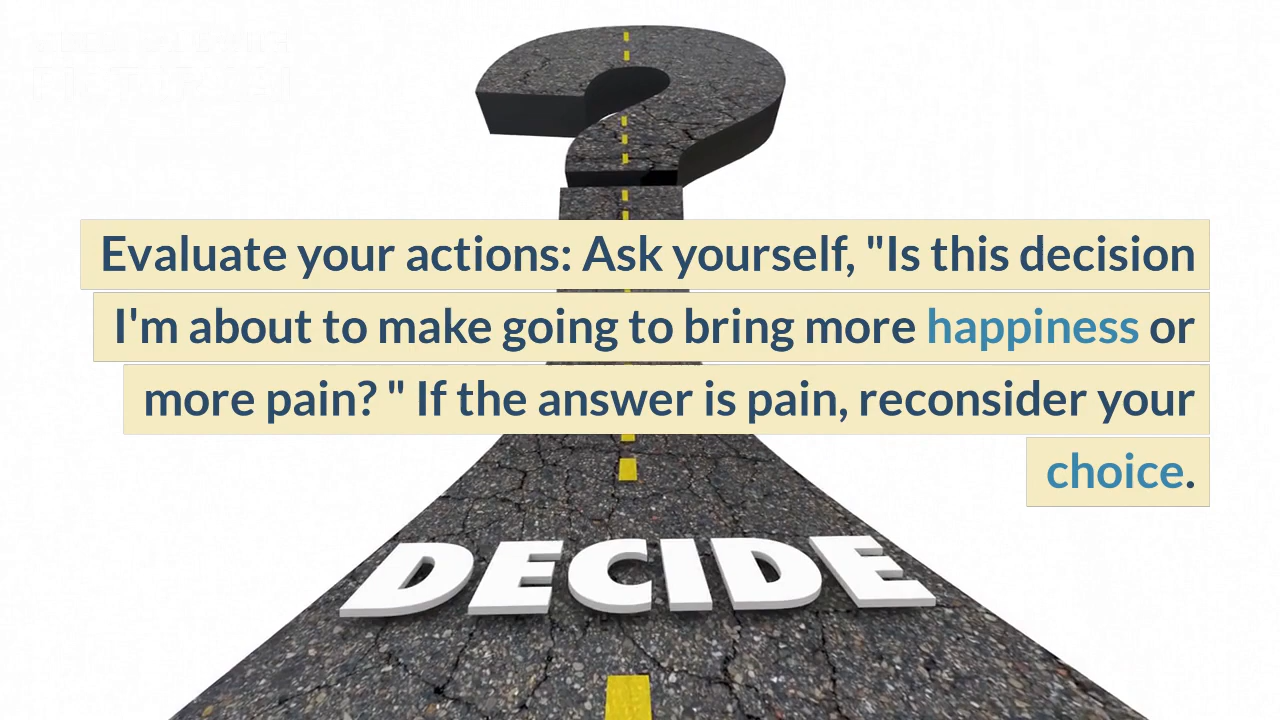 Evaluate your actions: Ask yourself, "Is this decision
I'm about to make going to bring more happiness or
more pain? " If the answer is pain, reconsider your
choice.
DECIDE